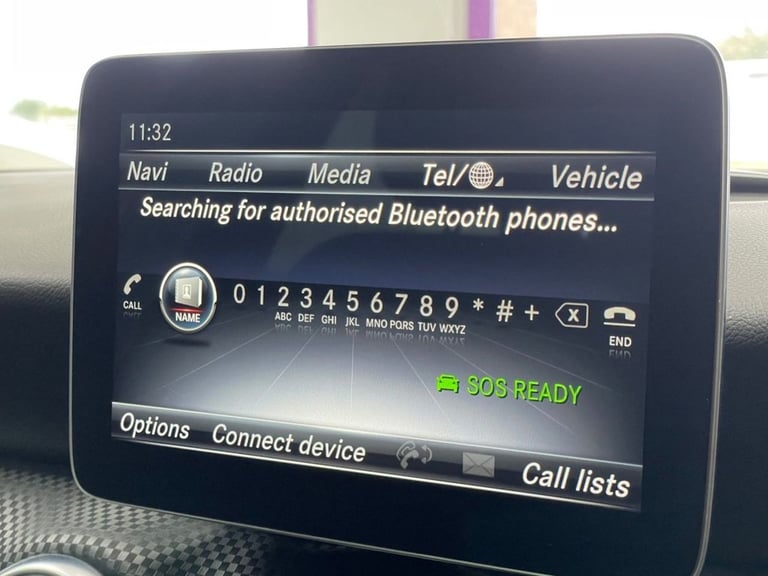 11:32
Navi Radio Media Tel/ Vehicle
Searching for authorised Bluetooth phones...
CALL NAME 0 1 2 3 4 5 6 7 8 9 * # + X END
ABC DEF GHI JKL MNO PQRS TUV WXYZ
SOS READY
Options Connect device Call lists